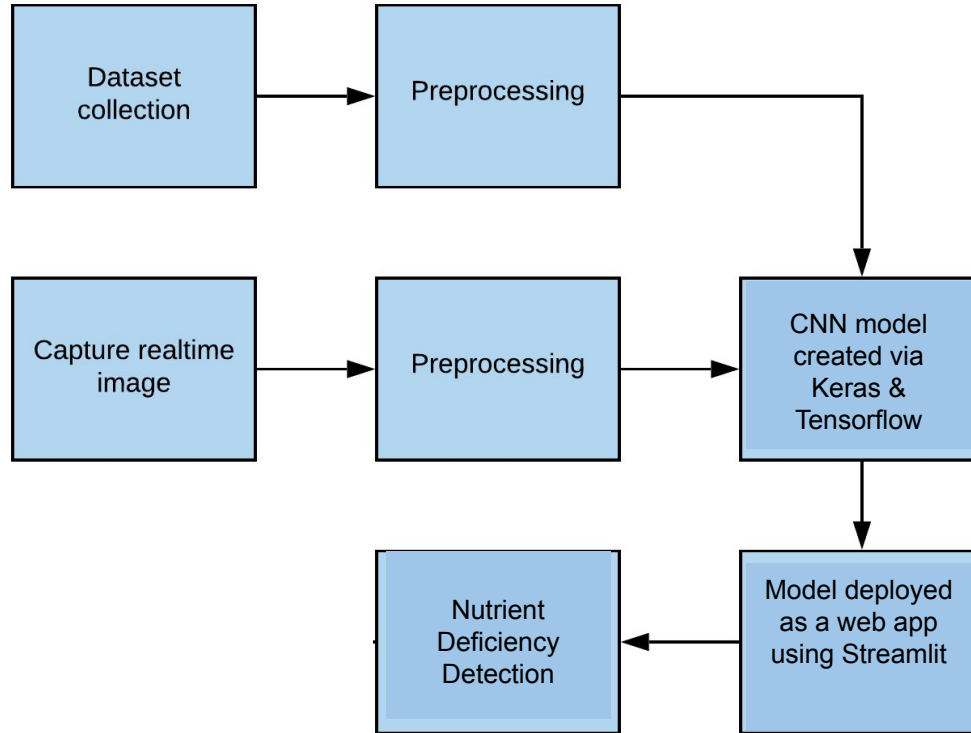 Dataset
collection
Preprocessing
Capture realtime
image
Preprocessing
CNN model
created via
Keras &
Tensorflow
Nutrient
Deficiency
Detection
Model deployed
as a web app
using Streamlit